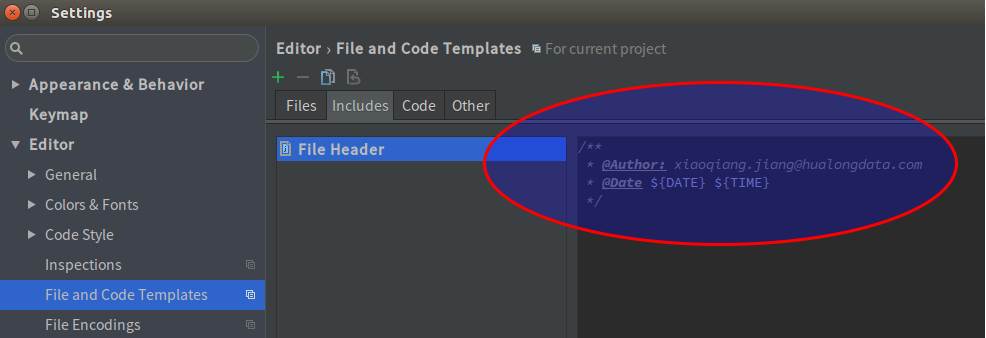 Settings
Editor › File and Code Templates For current project
Appearance & Behavior
Keymap
Editor
General
Colors & Fonts
Code Style
Inspections
File and Code Templates
File Encodings
Files Includes Code Other
File Header
/**
* @Author: xiaoqiang.jiang@hualongdata.com
* @Date ${DATE} ${TIME}
*/